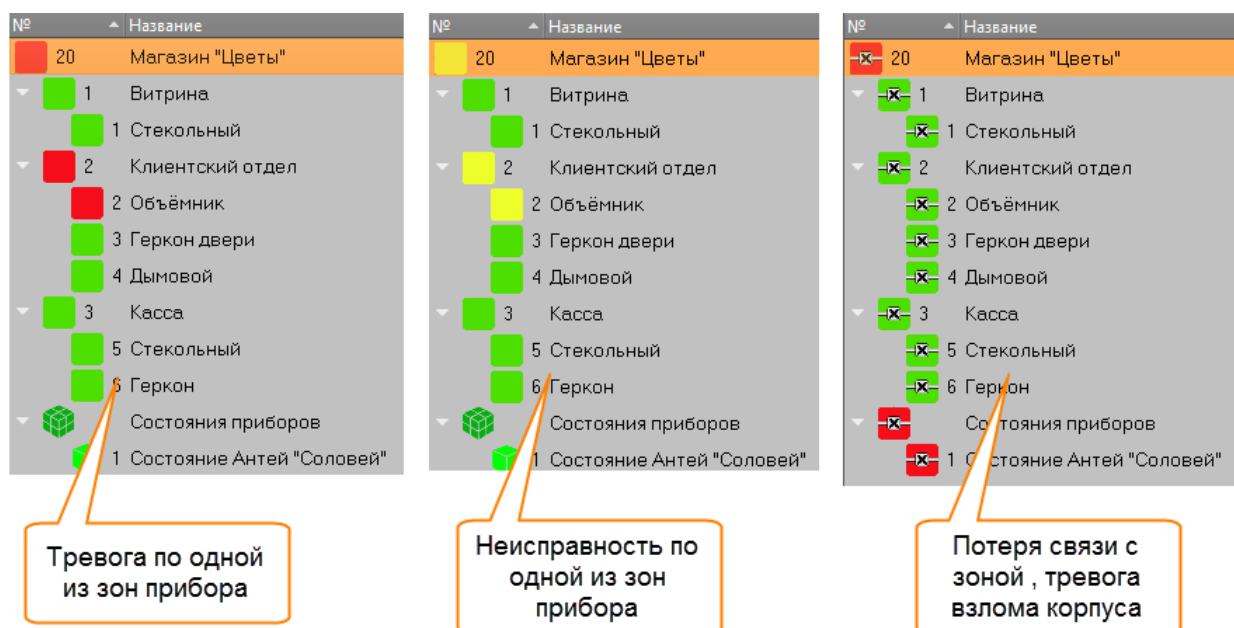 № Название
20 Магазин "Цветы"
1 Витрина
1 Стекольный
2 Клиентский отдел
2 Объёмник
3 Геркон двери
4 Дымовой
3 Касса
5 Стекольный
6 Геркон
Состояния приборов
1 Состояние Антей "Соловей"
Тревога по одной
из зон прибора
№ Название
20 Магазин "Цветы"
1 Витрина
1 Стекольный
2 Клиентский отдел
2 Объёмник
3 Геркон двери
4 Дымовой
3 Касса
5 Стекольный
6 Геркон
Состояния приборов
1 Состояние Антей "Соловей"
Неисправность по
одной из зон
прибора
№ Название
20 Магазин "Цветы"
1 Витрина
1 Стекольный
2 Клиентский отдел
2 Объёмник
3 Геркон двери
4 Дымовой
3 Касса
5 Стекольный
6 Геркон
Состояния приборов
1 Состояние Антей "Соловей"
Потеря связи с
зоной , тревога
взлома корпуса